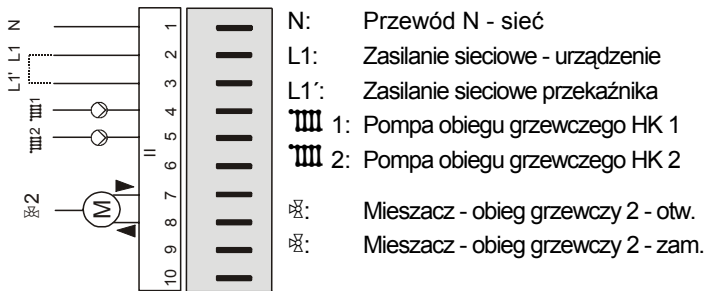 N
L1
L1'
1
2
2
M
1
2
3
4
5
6
7
8
9
10
II
N: Przewód N - sieć
L1: Zasilanie sieciowe - urządzenie
L1´: Zasilanie sieciowe przekaźnika
1: Pompa obiegu grzewczego HK 1
2: Pompa obiegu grzewczego HK 2
: Mieszacz - obieg grzewczy 2 - otw.
: Mieszacz - obieg grzewczy 2 - zam.